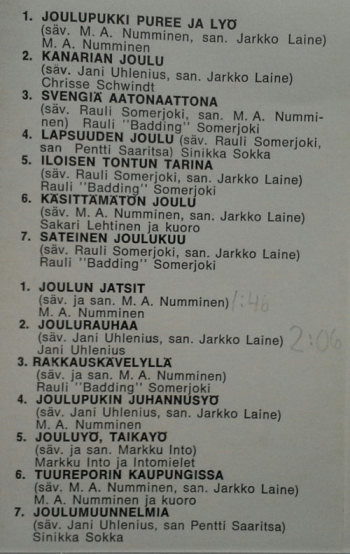 1. JOULUPUKKI PUREE JA LYÖ
(säv. M. A. Numminen, san. Jarkko Laine)
M. A. Numminen
2. KANARIAN JOULU
(säv. Jani Uhlenius, san. Jarkko Laine)
Chrisse Schwindt
3. SVENGIÄ AATONAATTONA
(säv. Rauli Somerjoki, san. M. A. Nummi-
nen) Rauli "Badding" Somerjoki
4. LAPSUUDEN JOULU (säv. Rauli Somerjoki,
san Pentti Saaritsa) Sinikka Sokka
5. ILOISEN TONTUN TARINA
(säv. Rauli Somerjoki, san. Jarkko Laine)
Rauli "Badding" Somerjoki
6. KÄSITTÄMÄTÖN JOULU
(säv. M. A. Numminen, san. Jarkko Laine)
Sakari Lehtinen ja kuoro
7. SATEINEN JOULUKUU
(säv. Rauli Somerjoki, san. Jarkko Laine)
Rauli "Badding" Somerjoki
1. JOULUN JATSIT
(säv. ja san. M. A. Numminen) 1:46
M. A. Numminen
2. JOULURAUHAA
(säv. Jani Uhlenius, san. Jarkko Laine) 2:06
Jani Uhlenius
3. RAKKAUSKÄVELYLLÄ
(säv. ja san. M. A. Numminen)
Rauli "Badding" Somerjoki
4. JOULUPUKIN JUHANNUSYÖ
(säv. Jani Uhlenius, san. Jarkko Laine)
M. A. Numminen
5. JOULUYÖ, TAIKAYÖ
(säv. ja san. Markku Into)
Markku Into ja Intomielet
6. TUUREPORIN KAUPUNGISSA
(säv. M. A. Numminen, san. Jarkko Laine)
M. A. Numminen ja kuoro
7. JOULUMUUNNELMIA
(säv. Jani Uhlenius, san Pentti Saaritsa)
Sinikka Sokka